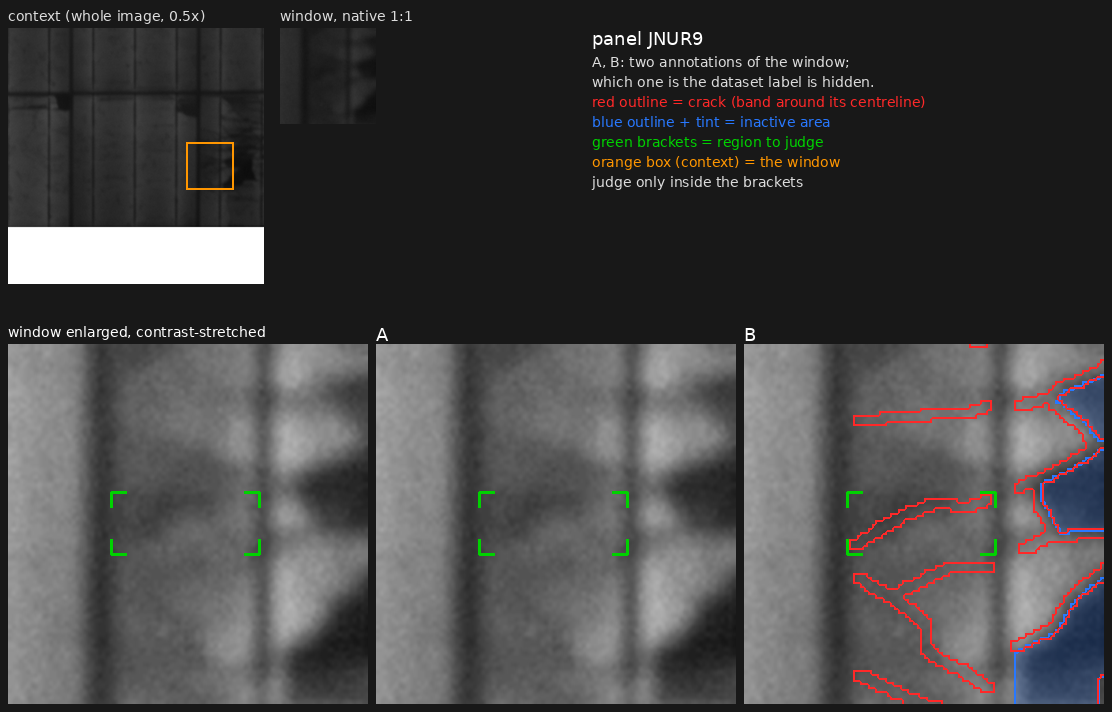 context (whole image, 0.5x)
window, native 1:1
panel JNUR9
A, B: two annotations of the window;
which one is the dataset label is hidden.
red outline = crack (band around its centreline)
blue outline + tint = inactive area
green brackets = region to judge
orange box (context) = the window
judge only inside the brackets
window enlarged, contrast-stretched
A
B